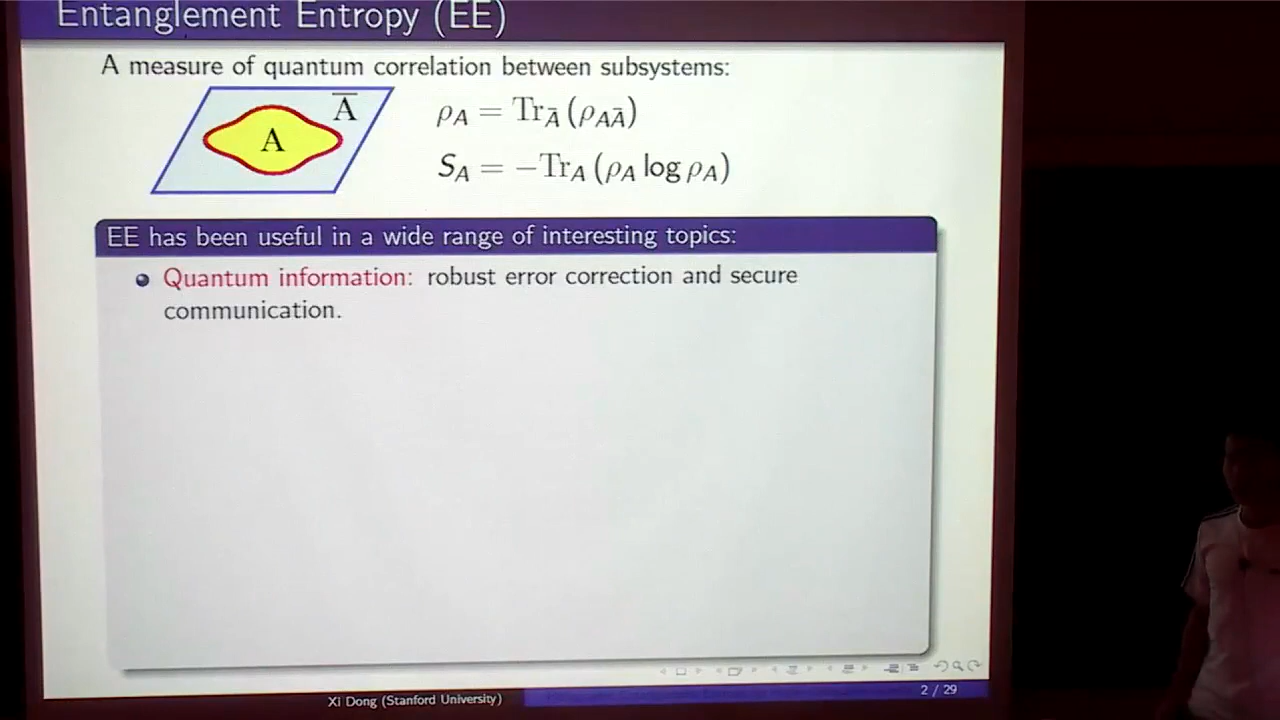 Entanglement Entropy (EE)
A measure of quantum correlation between subsystems:
A̅
A
ρ_A = Tr_A̅ (ρ_AA̅)
S_A = −Tr_A (ρ_A log ρ_A)
EE has been useful in a wide range of interesting topics:
Quantum information: robust error correction and secure
communication.
Xi Dong (Stanford University)
2 / 29